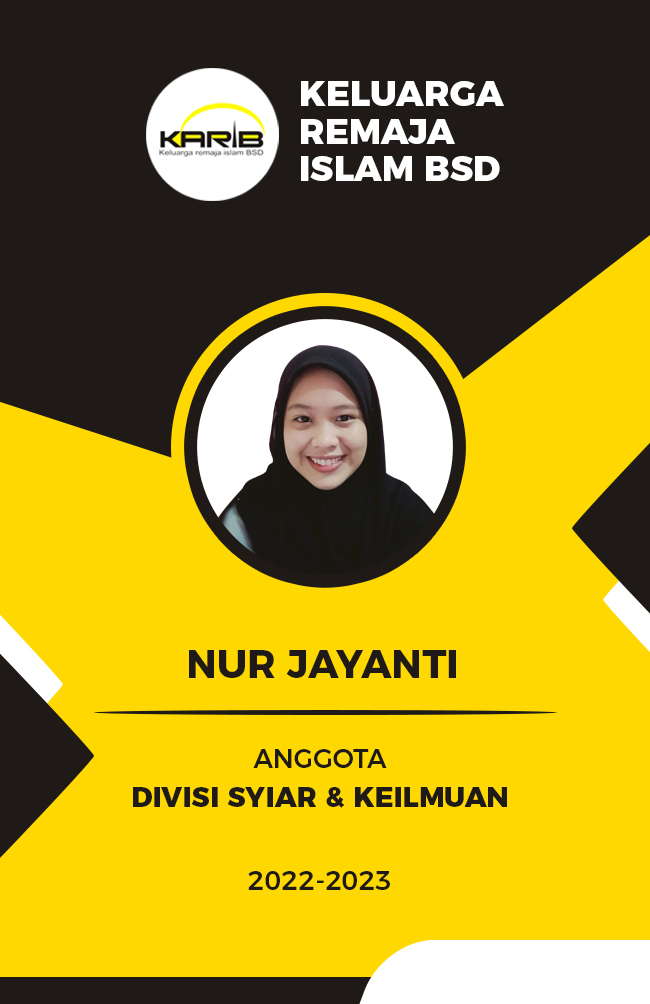 KARIB
Keluarga remaja islam BSD
KELUARGA
REMAJA
ISLAM BSD
NUR JAYANTI
ANGGOTA
DIVISI SYIAR & KEILMUAN
2022-2023